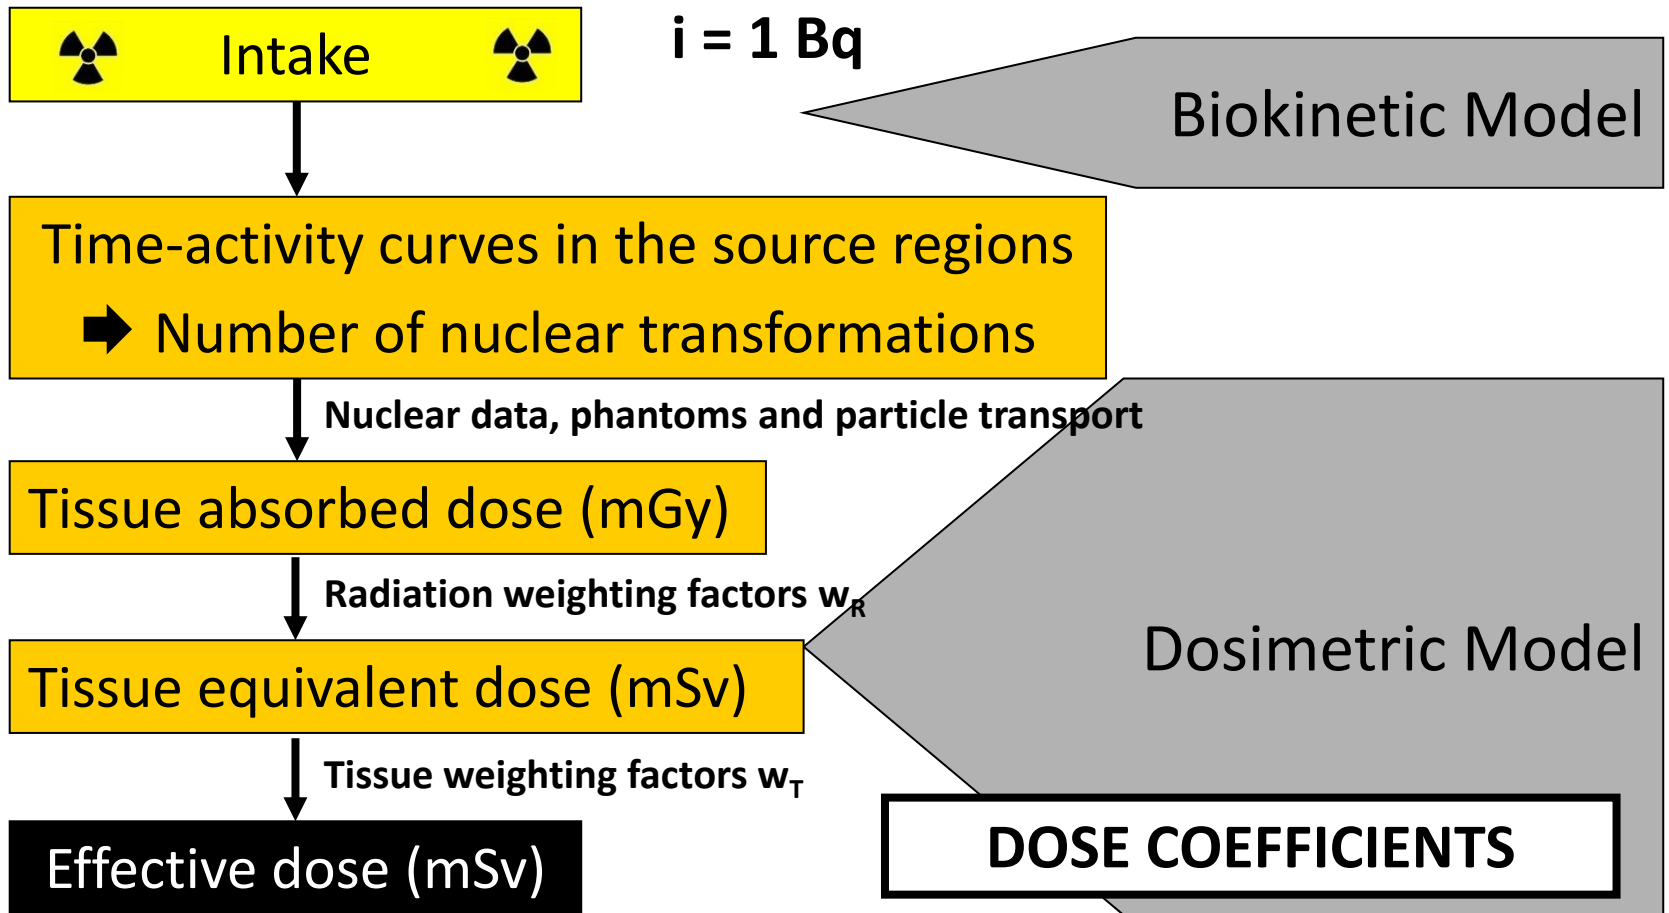 Intake
i = 1 Bq
Biokinetic Model
Time-activity curves in the source regions
Number of nuclear transformations
Nuclear data, phantoms and particle transport
Tissue absorbed dose (mGy)
Radiation weighting factors wR
Dosimetric Model
Tissue equivalent dose (mSv)
Tissue weighting factors wT
DOSE COEFFICIENTS
Effective dose (mSv)